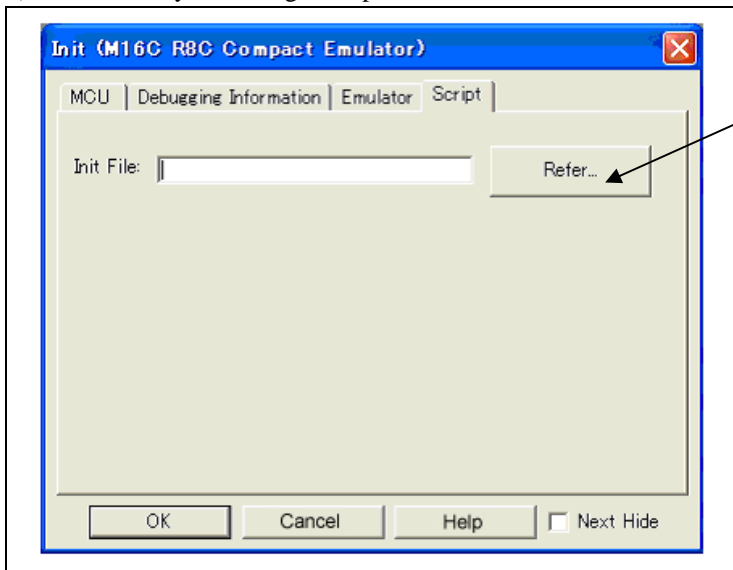 Init (M16C R8C Compact Emulator)
MCU Debugging Information Emulator Script
Init File: Refer...
OK Cancel Help Next Hide